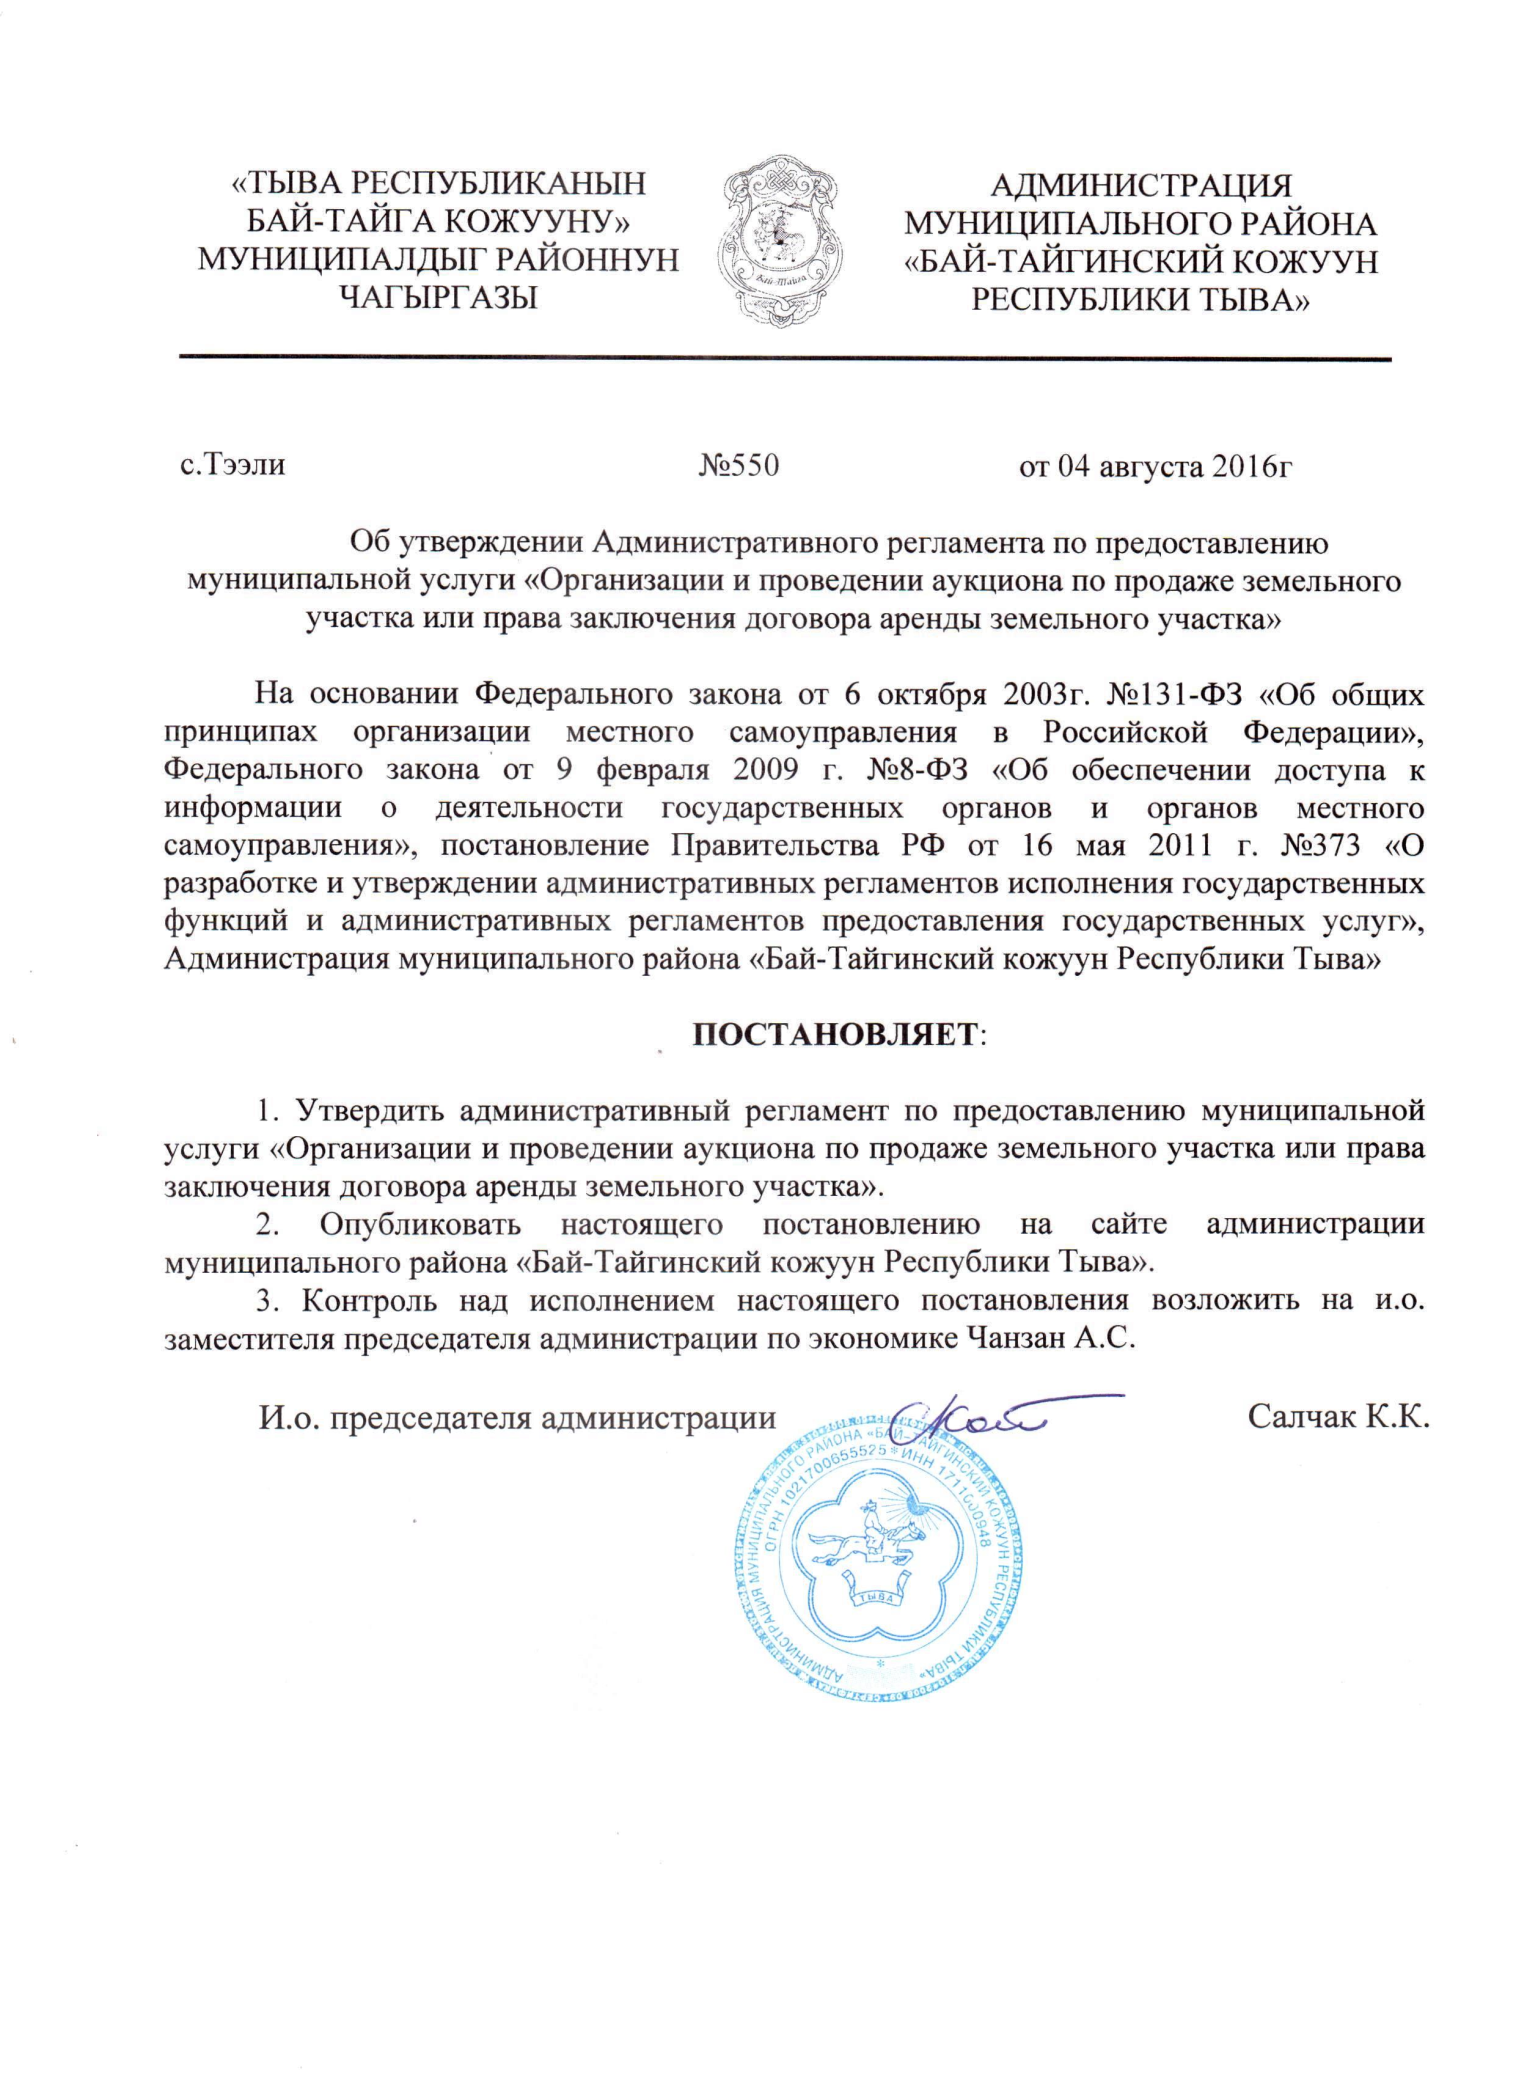 «ТЫВА РЕСПУБЛИКАНЫН
БАЙ-ТАЙГА КОЖУУНУ»
МУНИЦИПАЛДЫГ РАЙОННУН
ЧАГЫРГАЗЫ
Бай-Тайга
АДМИНИСТРАЦИЯ
МУНИЦИПАЛЬНОГО РАЙОНА
«БАЙ-ТАЙГИНСКИЙ КОЖУУН
РЕСПУБЛИКИ ТЫВА»
с.Тээли №550 от 04 августа 2016г
Об утверждении Административного регламента по предоставлению
муниципальной услуги «Организации и проведении аукциона по продаже земельного
участка или права заключения договора аренды земельного участка»
На основании Федерального закона от 6 октября 2003г. №131-ФЗ «Об общих
принципах организации местного самоуправления в Российской Федерации»,
Федерального закона от 9 февраля 2009 г. №8-ФЗ «Об обеспечении доступа к
информации о деятельности государственных органов и органов местного
самоуправления», постановление Правительства РФ от 16 мая 2011 г. №373 «О
разработке и утверждении административных регламентов исполнения государственных
функций и административных регламентов предоставления государственных услуг»,
Администрация муниципального района «Бай-Тайгинский кожуун Республики Тыва»
ПОСТАНОВЛЯЕТ:
1. Утвердить административный регламент по предоставлению муниципальной
услуги «Организации и проведении аукциона по продаже земельного участка или права
заключения договора аренды земельного участка».
2. Опубликовать настоящего постановлению на сайте администрации
муниципального района «Бай-Тайгинский кожуун Республики Тыва».
3. Контроль над исполнением настоящего постановления возложить на и.о.
заместителя председателя администрации по экономике Чанзан А.С.
И.о. председателя администрации Салчак К.К.
АДМИНИСТРАЦИЯ МУНИЦИПАЛЬНОГО РАЙОНА «БАЙ-ТАЙГИНСКИЙ КОЖУУН РЕСПУБЛИКИ ТЫВА» *
ОГРН 1021700655525 * ИНН 1711000948
ТЫВА